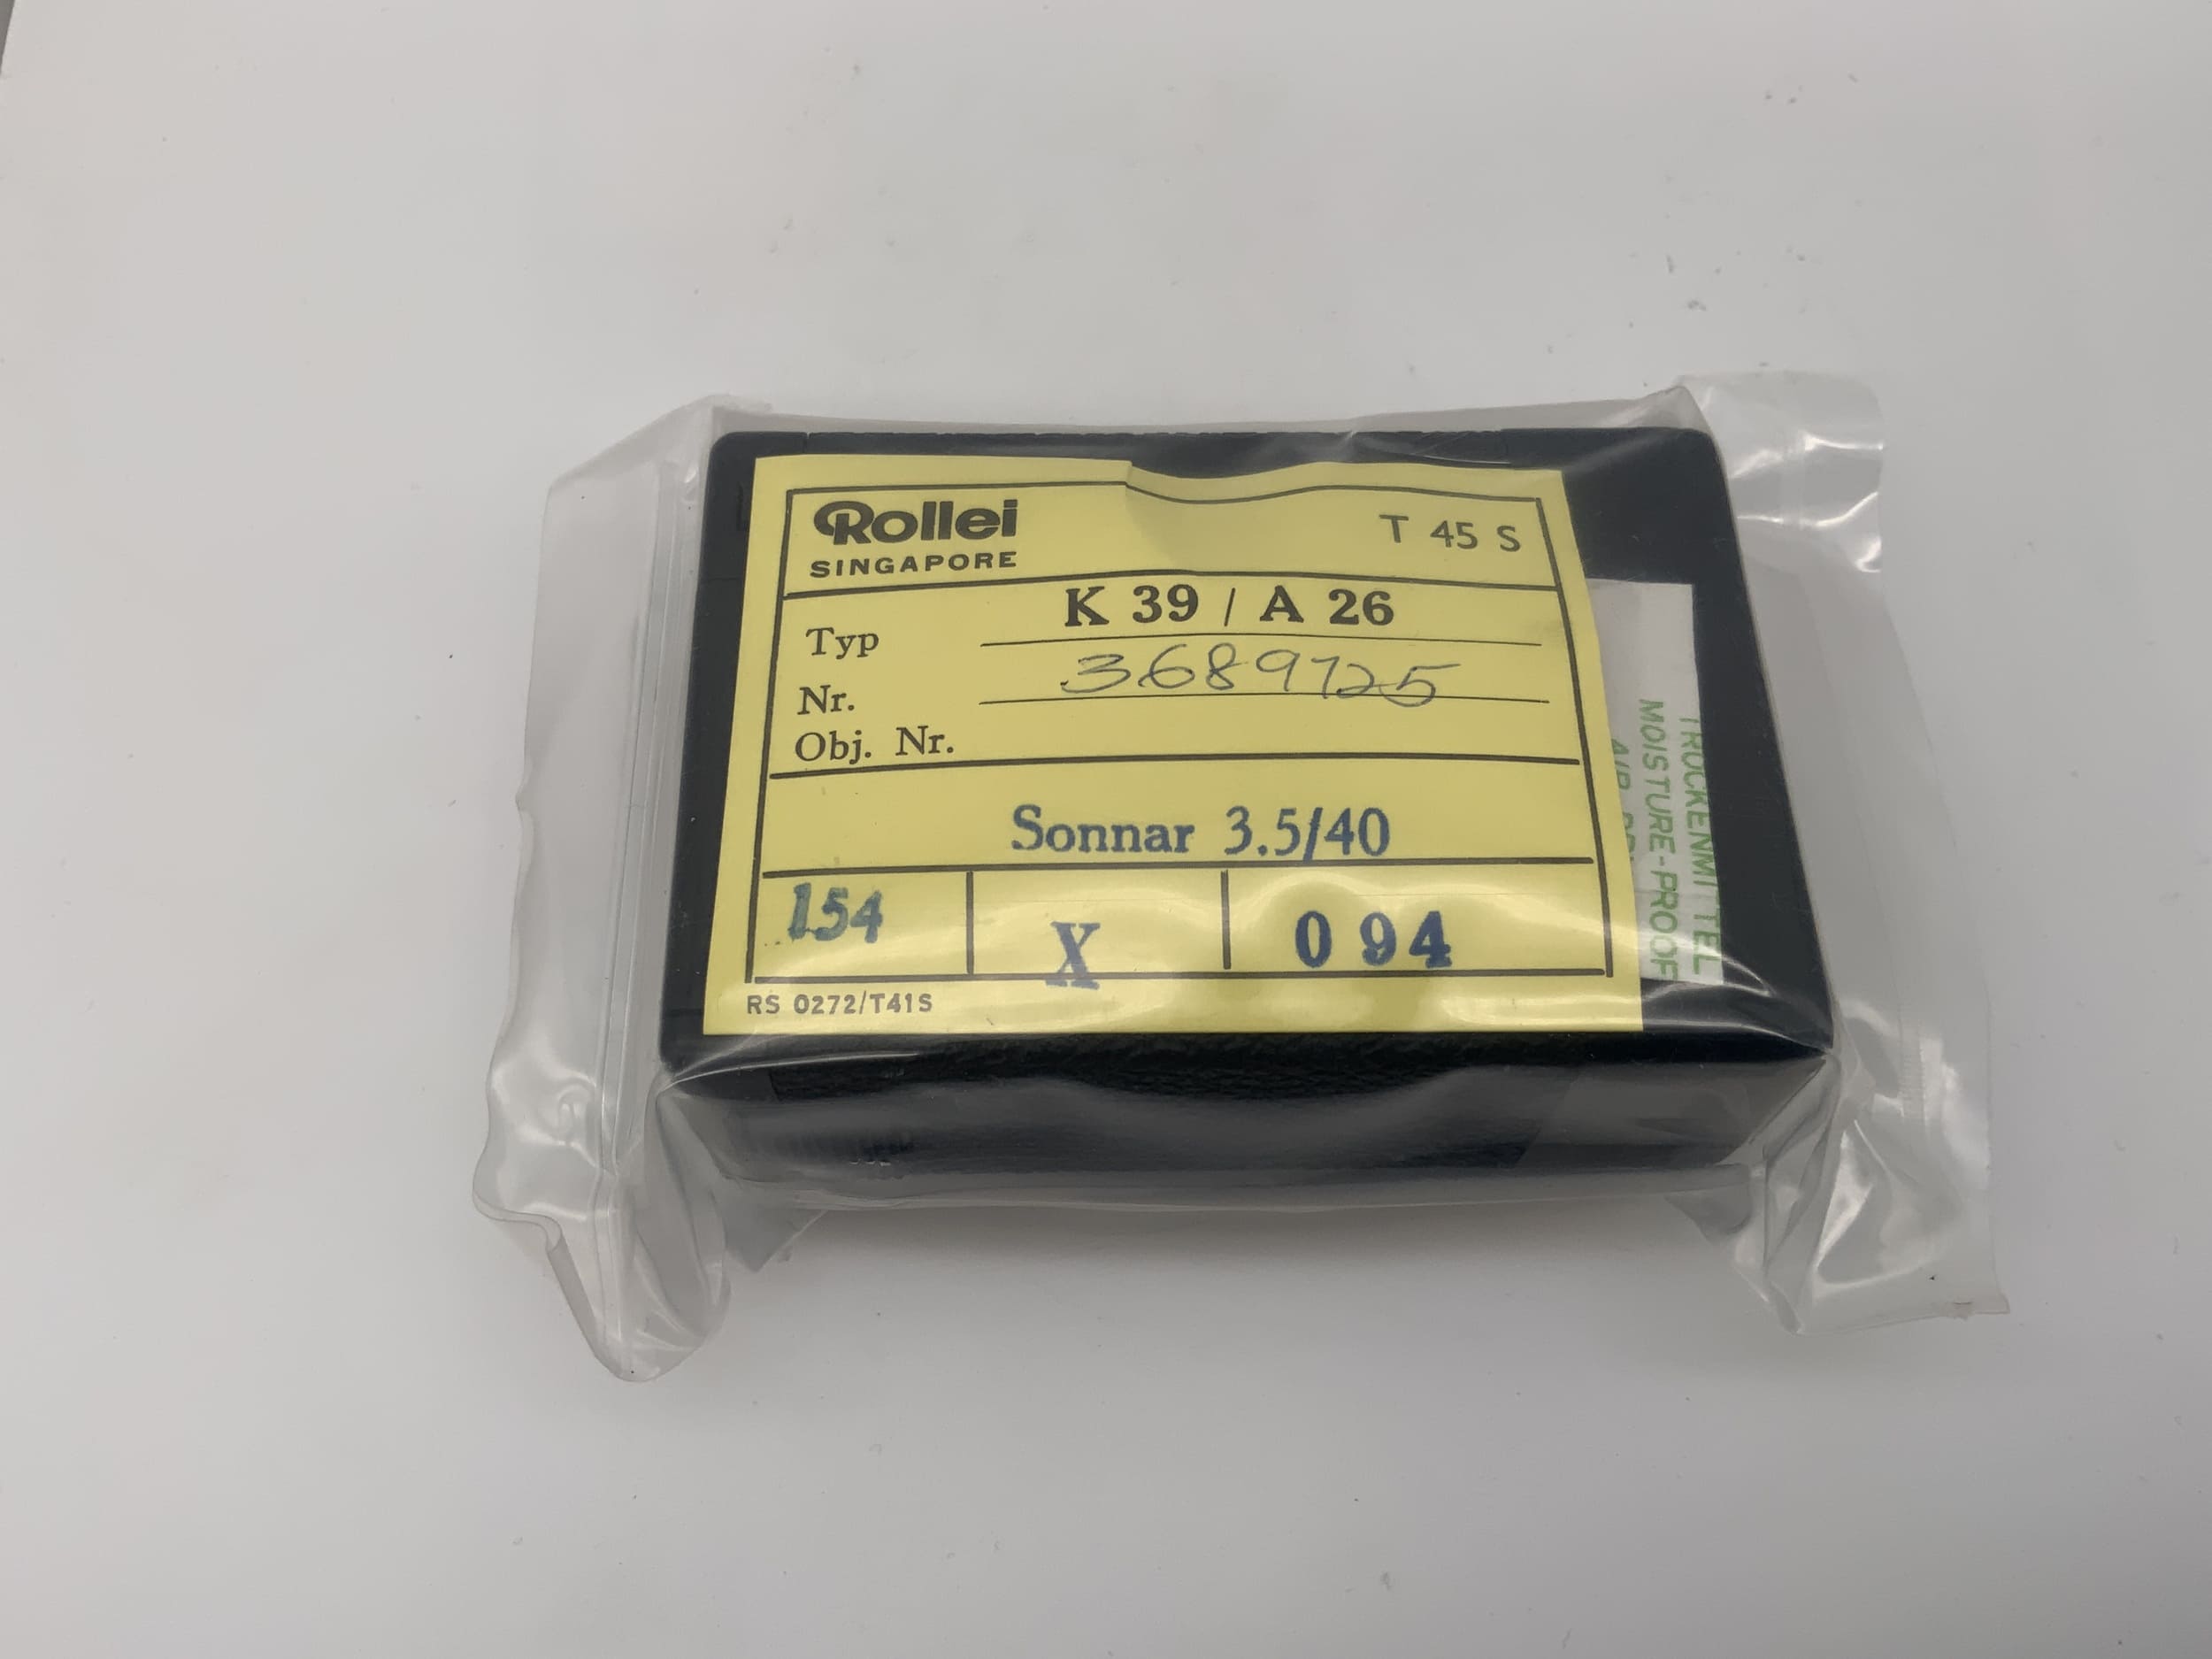 Rollei
SINGAPORE
T 45 S
Typ K 39 / A 26
Nr. 3689725
Obj. Nr.
Sonnar 3.5/40
154 X 094
RS 0272/T41S
TROCKENMITTEL
MOISTURE-PROOF